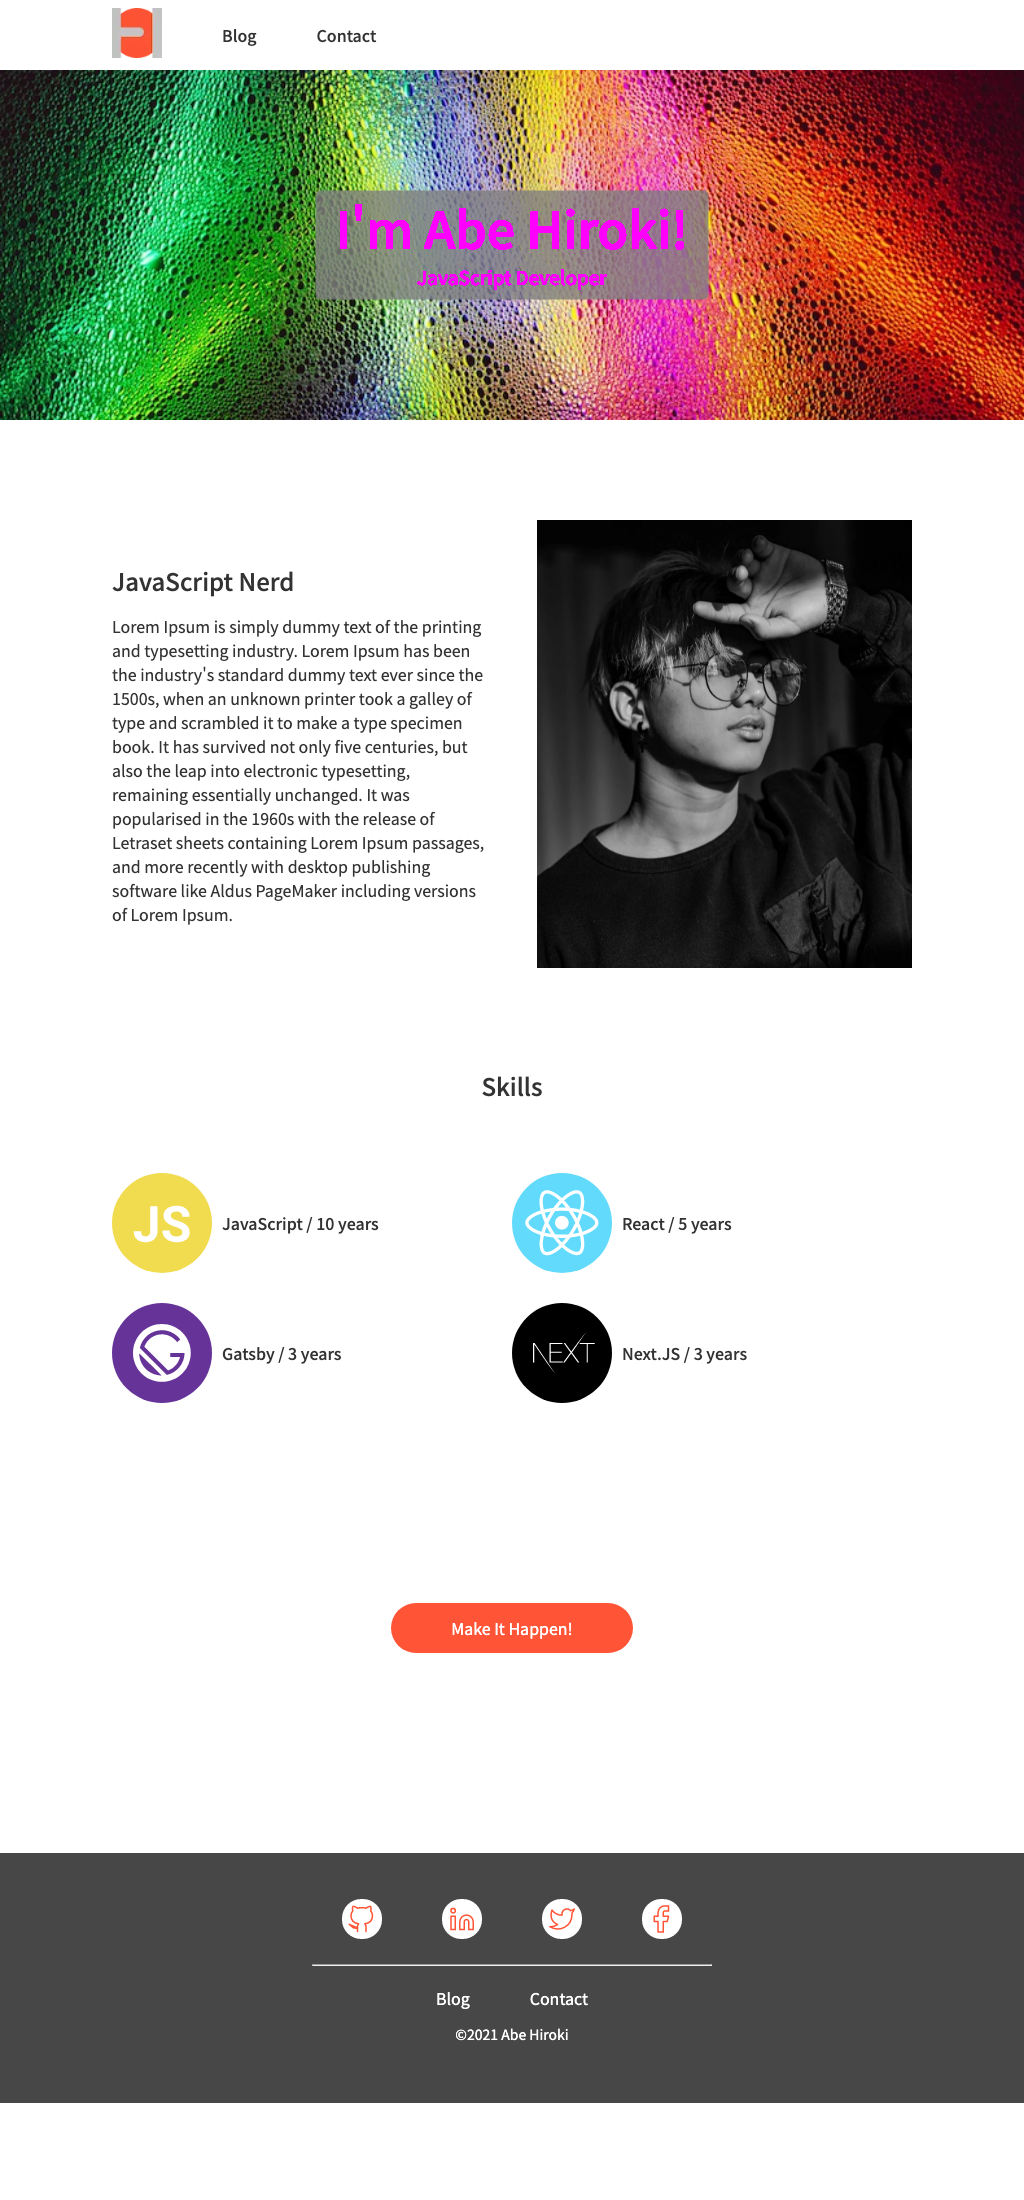 Blog Contact
I'm Abe Hiroki!
JavaScript Developer
JavaScript Nerd
Lorem Ipsum is simply dummy text of the printing
and typesetting industry. Lorem Ipsum has been
the industry's standard dummy text ever since the
1500s, when an unknown printer took a galley of
type and scrambled it to make a type specimen
book. It has survived not only five centuries, but
also the leap into electronic typesetting,
remaining essentially unchanged. It was
popularised in the 1960s with the release of
Letraset sheets containing Lorem Ipsum passages,
and more recently with desktop publishing
software like Aldus PageMaker including versions
of Lorem Ipsum.
Skills
JS JavaScript / 10 years
React / 5 years
G Gatsby / 3 years
NEXT Next.JS / 3 years
Make It Happen!
in f
Blog Contact
©2021 Abe Hiroki